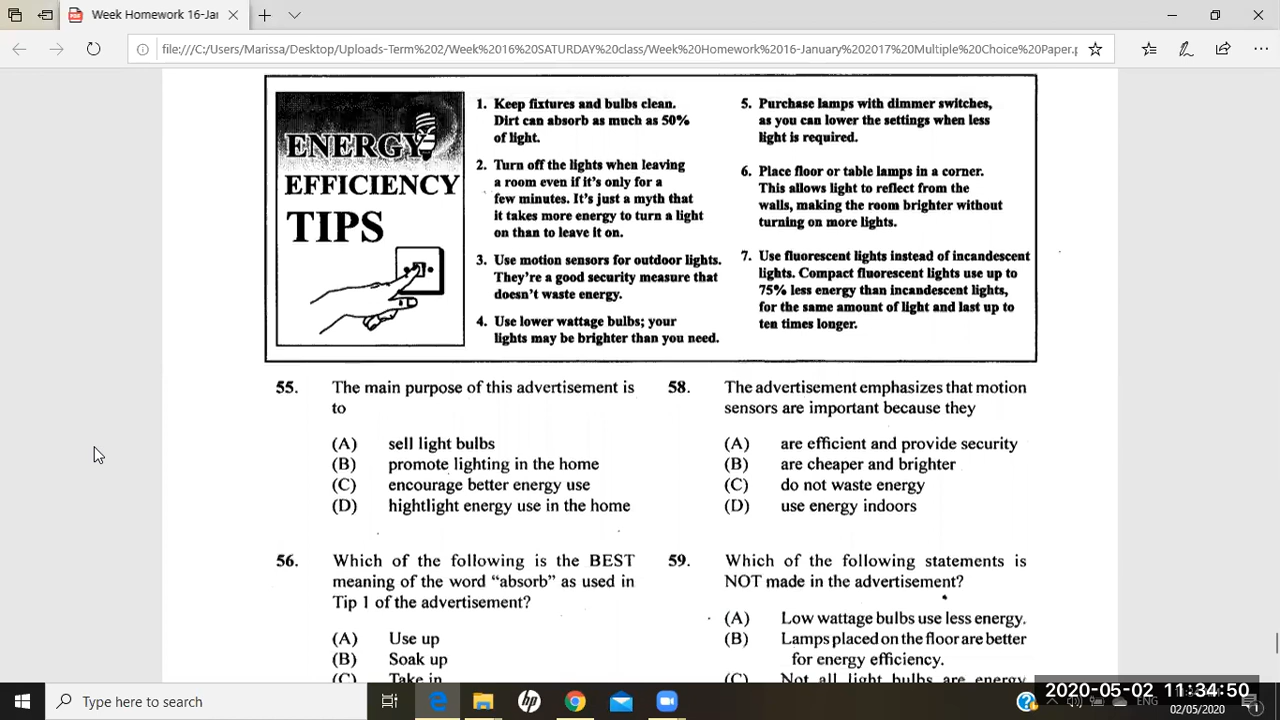 Week Homework 16-Jan
file:///C:/Users/Marissa/Desktop/Uploads-Term%202/Week%2016%20SATURDAY%20class/Week%20Homework%2016-January%202017%20Multiple%20Choice%20Paper.p
ENERGY
EFFICIENCY
TIPS
1. Keep fixtures and bulbs clean.
Dirt can absorb as much as 50%
of light.
2. Turn off the lights when leaving
a room even if it's only for a
few minutes. It's just a myth that
it takes more energy to turn a light
on than to leave it on.
3. Use motion sensors for outdoor lights.
They're a good security measure that
doesn't waste energy.
4. Use lower wattage bulbs; your
lights may be brighter than you need.
5. Purchase lamps with dimmer switches,
as you can lower the settings when less
light is required.
6. Place floor or table lamps in a corner.
This allows light to reflect from the
walls, making the room brighter without
turning on more lights.
7. Use fluorescent lights instead of incandescent
lights. Compact fluorescent lights use up to
75% less energy than incandescent lights,
for the same amount of light and last up to
ten times longer.
55. The main purpose of this advertisement is
to
(A) sell light bulbs
(B) promote lighting in the home
(C) encourage better energy use
(D) hightlight energy use in the home
56. Which of the following is the BEST
meaning of the word "absorb" as used in
Tip 1 of the advertisement?
(A) Use up
(B) Soak up
(C) Take in
58. The advertisement emphasizes that motion
sensors are important because they
(A) are efficient and provide security
(B) are cheaper and brighter
(C) do not waste energy
(D) use energy indoors
59. Which of the following statements is
NOT made in the advertisement?
(A) Low wattage bulbs use less energy.
(B) Lamps placed on the floor are better
for energy efficiency.
(C) Not all light bulbs are energy
Type here to search
hp
ENG
2020-05-02 11:34:50
02/05/2020